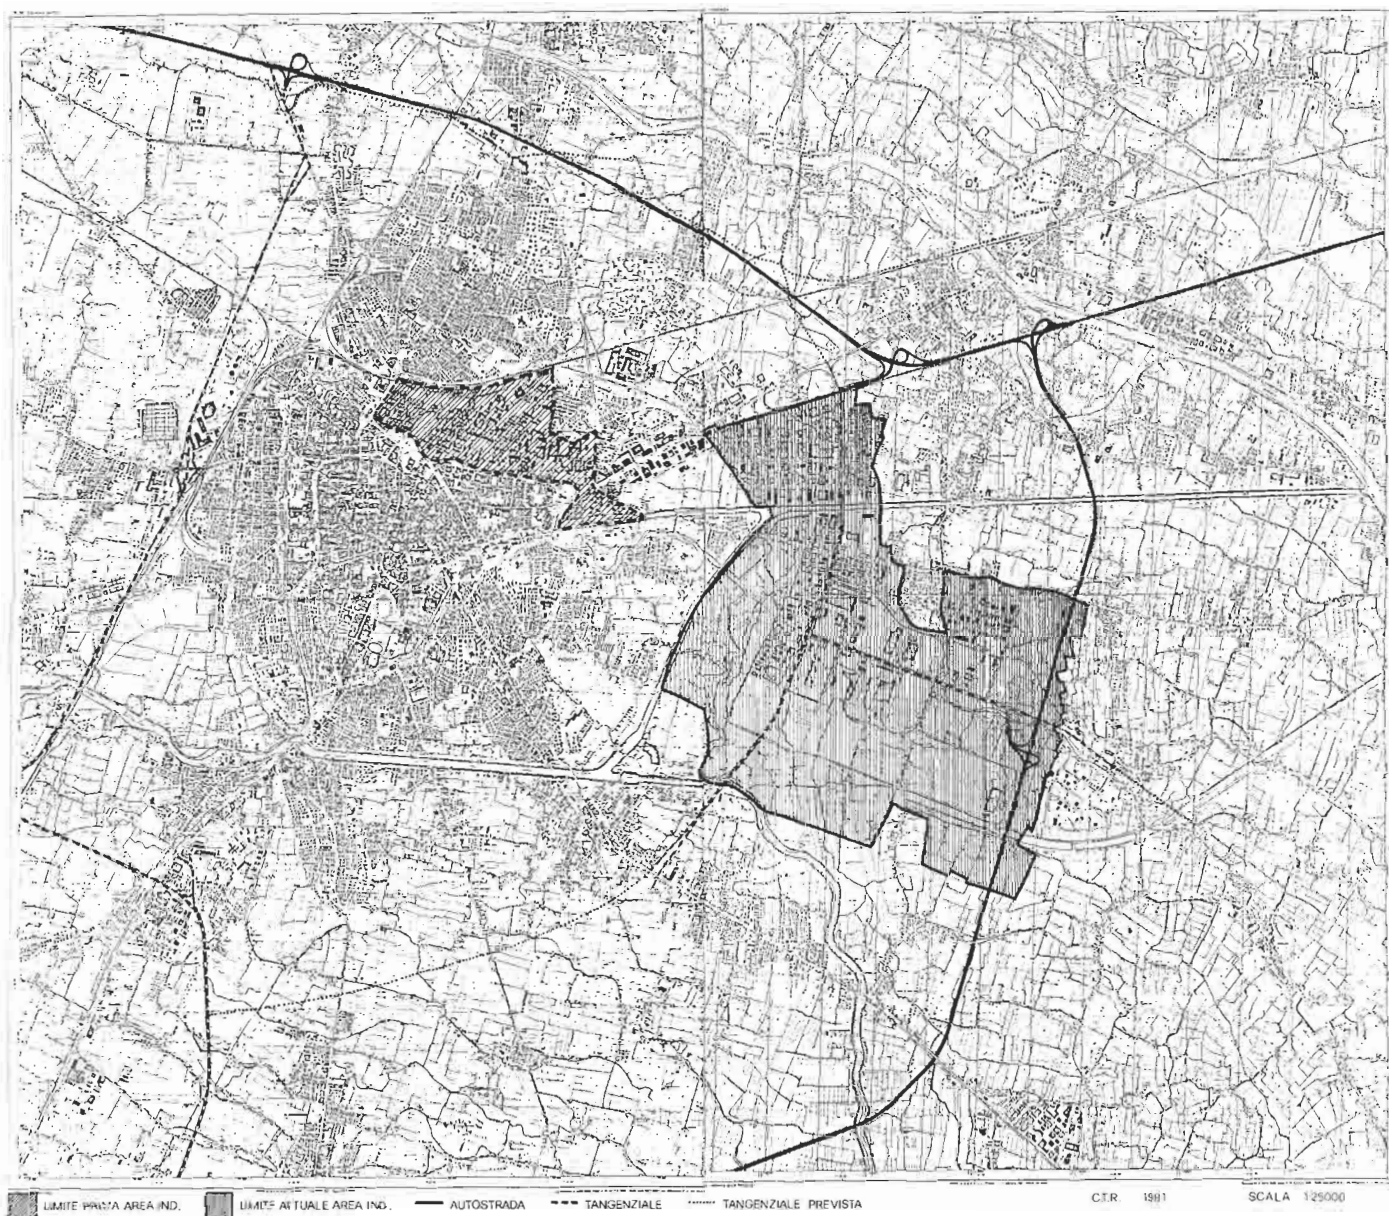 LIMITE PRIMA AREA IND.
LIMITE ATTUALE AREA IND.
AUTOSTRADA
TANGENZIALE
TANGENZIALE PREVISTA
C.T.R. 1981
SCALA 1:25000